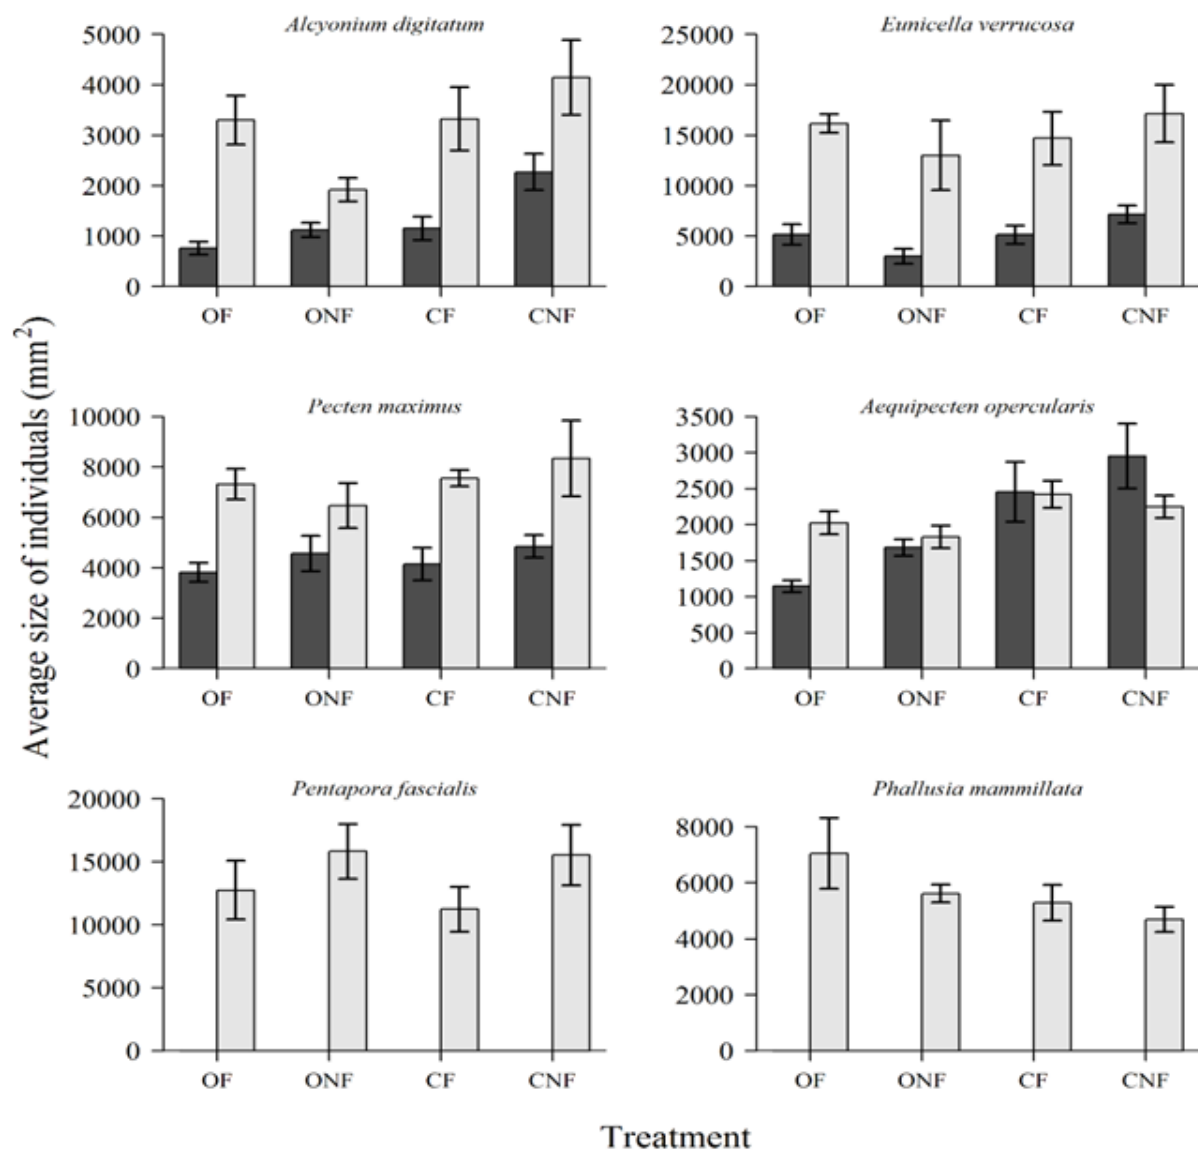 Alcyonium digitatum
5000
4000
3000
2000
1000
0
OF ONF CF CNF
Eunicella verrucosa
25000
20000
15000
10000
5000
0
OF ONF CF CNF
Average size of individuals (mm²)
Pecten maximus
10000
8000
6000
4000
2000
0
OF ONF CF CNF
Aequipecten opercularis
3500
3000
2500
2000
1500
1000
500
0
OF ONF CF CNF
Pentapora fascialis
20000
15000
10000
5000
0
OF ONF CF CNF
Phallusia mammillata
8000
6000
4000
2000
0
OF ONF CF CNF
Treatment